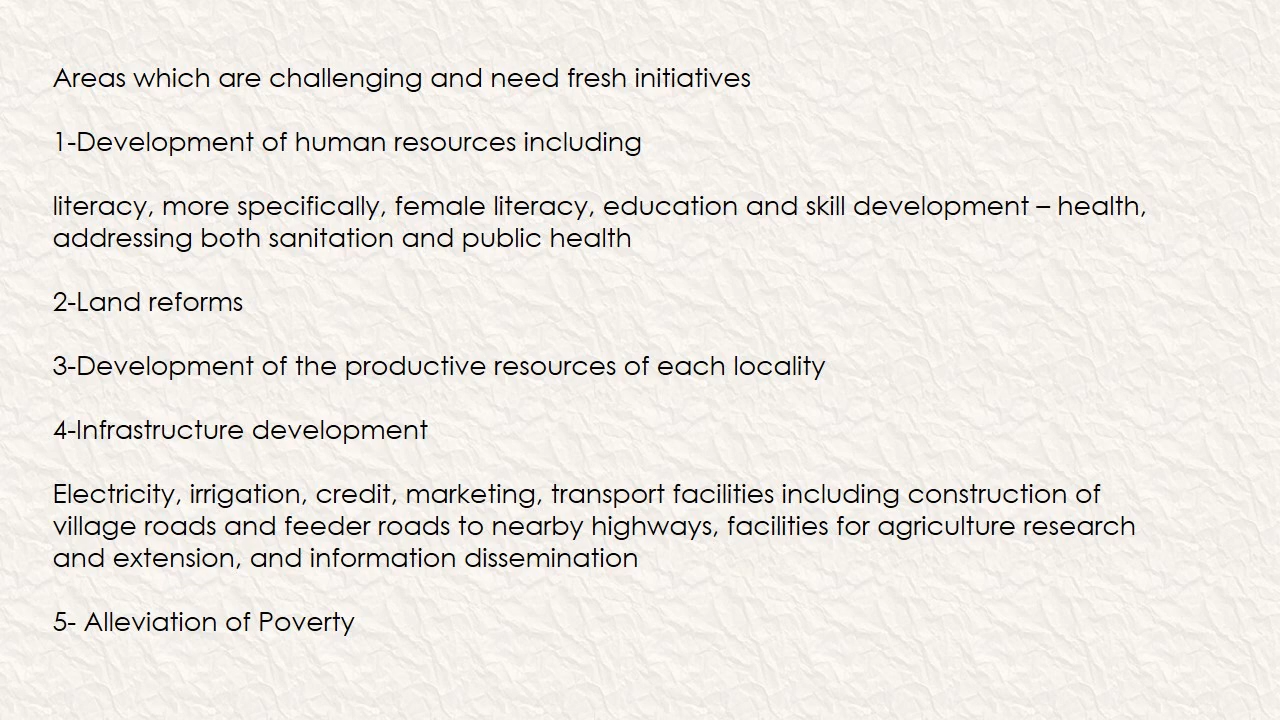 Areas which are challenging and need fresh initiatives
1-Development of human resources including
literacy, more specifically, female literacy, education and skill development – health,
addressing both sanitation and public health
2-Land reforms
3-Development of the productive resources of each locality
4-Infrastructure development
Electricity, irrigation, credit, marketing, transport facilities including construction of
village roads and feeder roads to nearby highways, facilities for agriculture research
and extension, and information dissemination
5- Alleviation of Poverty